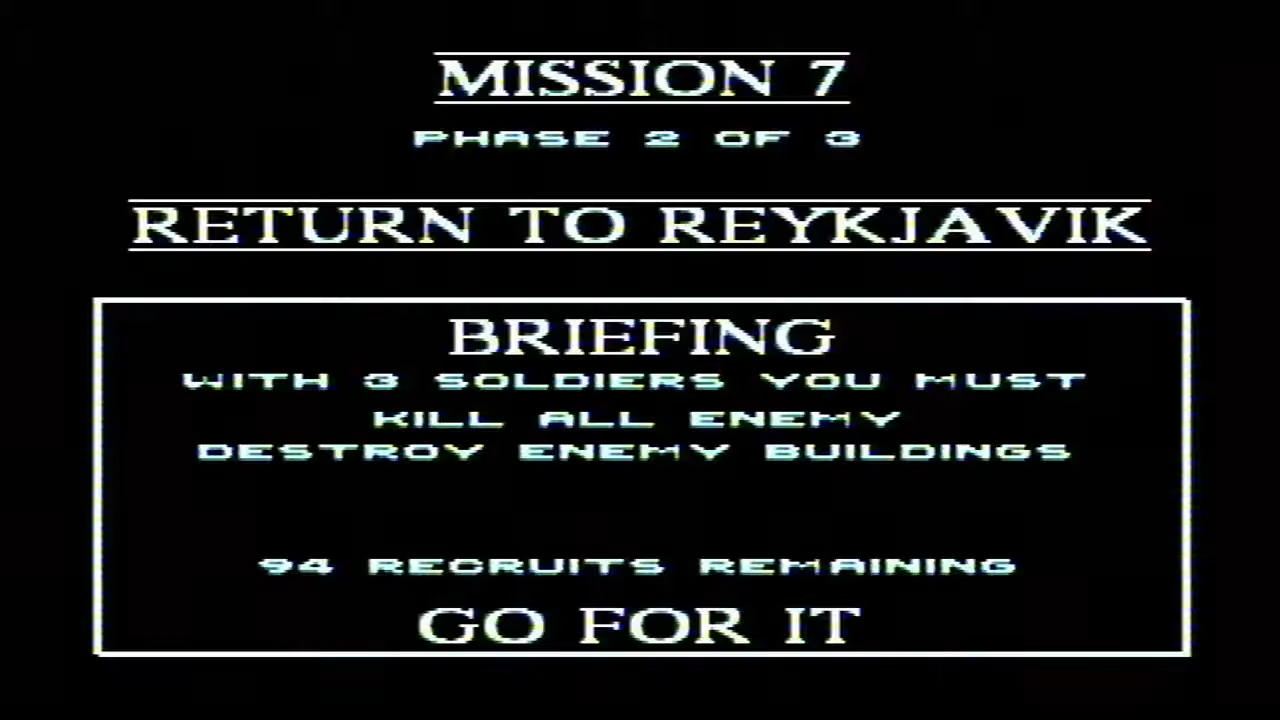 MISSION 7
PHASE 2 OF 3
RETURN TO REYKJAVIK
BRIEFING
WITH 3 SOLDIERS YOU MUST
KILL ALL ENEMY
DESTROY ENEMY BUILDINGS
94 RECRUITS REMAINING
GO FOR IT